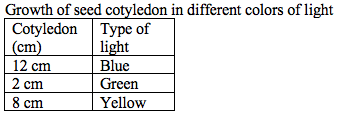 Growth of seed cotyledon in different colors of light
Cotyledon (cm) Type of light
12 cm Blue
2 cm Green
8 cm Yellow